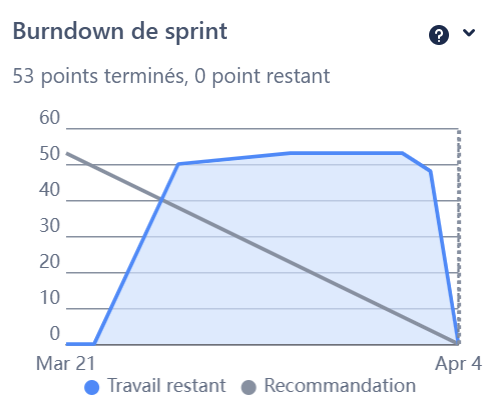 Burndown de sprint
?
53 points terminés, 0 point restant
60
50
40
30
20
10
0
Mar 21 Apr 4
Travail restant Recommandation